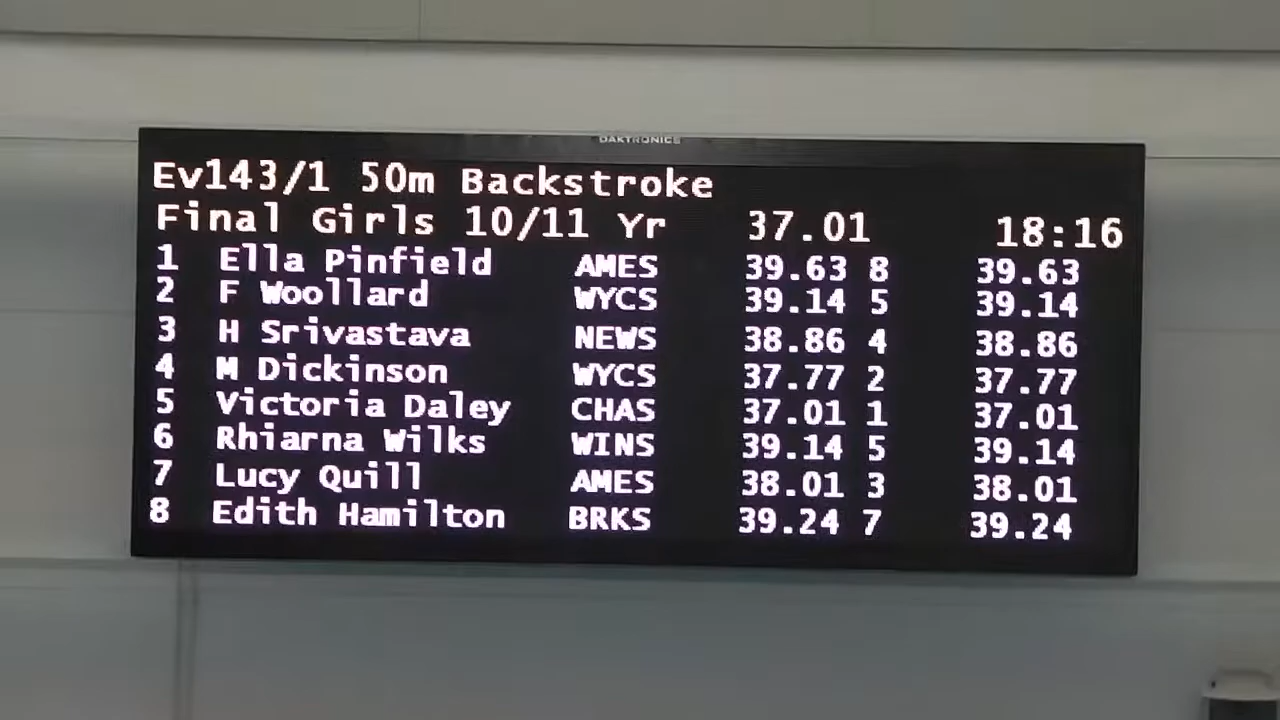 DAKTRONICS
Ev143/1 50m Backstroke
Final Girls 10/11 Yr 37.01 18:16
1 Ella Pinfield AMES 39.63 8 39.63
2 F Woollard WYCS 39.14 5 39.14
3 H Srivastava NEWS 38.86 4 38.86
4 M Dickinson WYCS 37.77 2 37.77
5 Victoria Daley CHAS 37.01 1 37.01
6 Rhiarna Wilks WINS 39.14 5 39.14
7 Lucy Quill AMES 38.01 3 38.01
8 Edith Hamilton BRKS 39.24 7 39.24